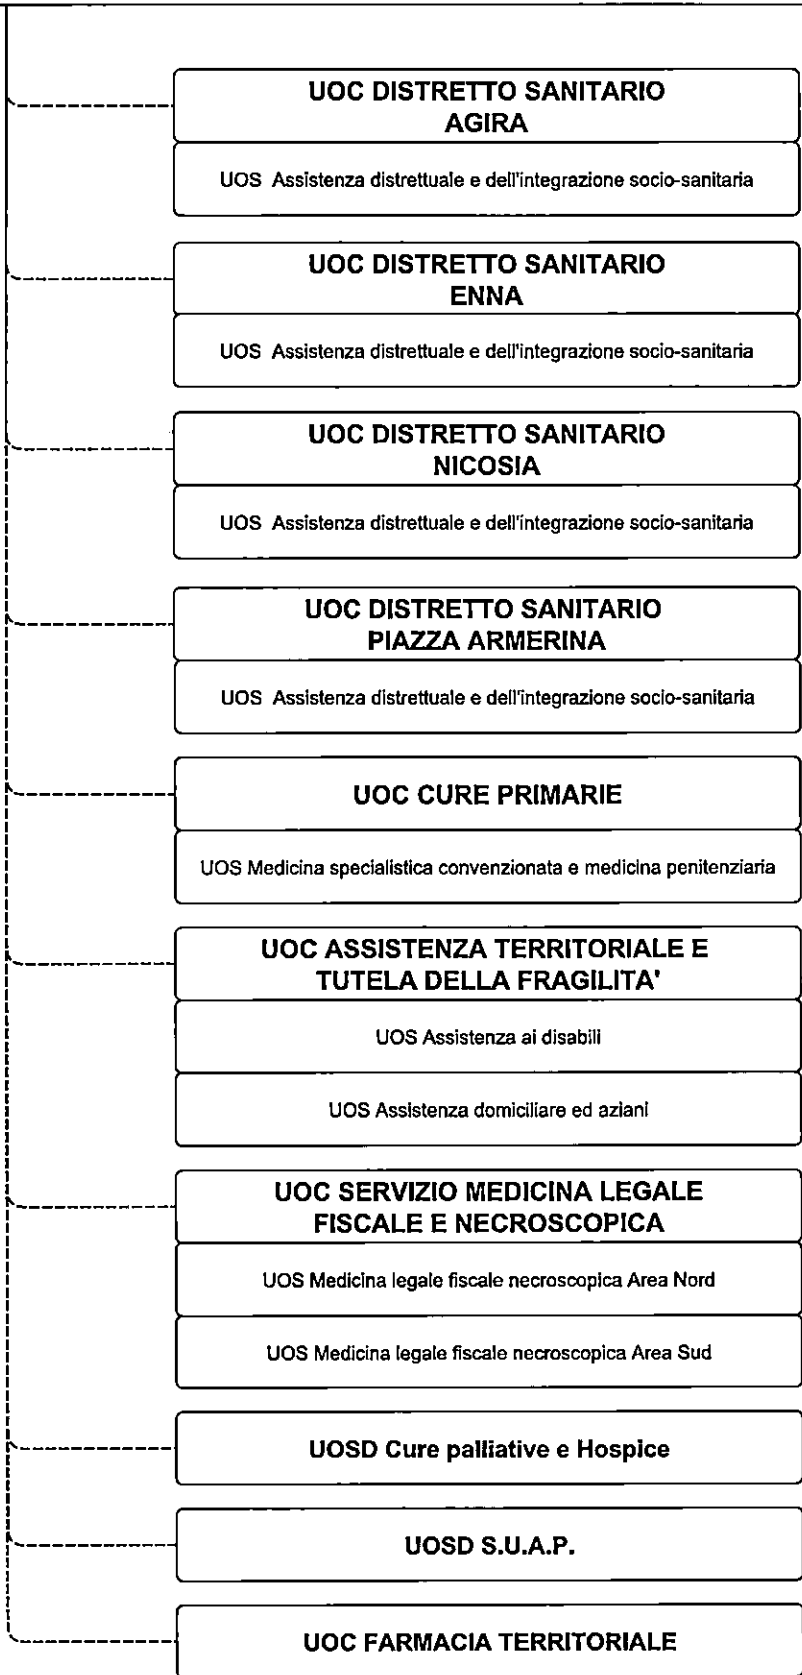 UOC DISTRETTO SANITARIO
AGIRA
UOS Assistenza distrettuale e dell'integrazione socio-sanitaria
UOC DISTRETTO SANITARIO
ENNA
UOS Assistenza distrettuale e dell'integrazione socio-sanitaria
UOC DISTRETTO SANITARIO
NICOSIA
UOS Assistenza distrettuale e dell'integrazione socio-sanitaria
UOC DISTRETTO SANITARIO
PIAZZA ARMERINA
UOS Assistenza distrettuale e dell'integrazione socio-sanitaria
UOC CURE PRIMARIE
UOS Medicina specialistica convenzionata e medicina penitenziaria
UOC ASSISTENZA TERRITORIALE E
TUTELA DELLA FRAGILITA'
UOS Assistenza ai disabili
UOS Assistenza domiciliare ed aziani
UOC SERVIZIO MEDICINA LEGALE
FISCALE E NECROSCOPICA
UOS Medicina legale fiscale necroscopica Area Nord
UOS Medicina legale fiscale necroscopica Area Sud
UOSD Cure palliative e Hospice
UOSD S.U.A.P.
UOC FARMACIA TERRITORIALE